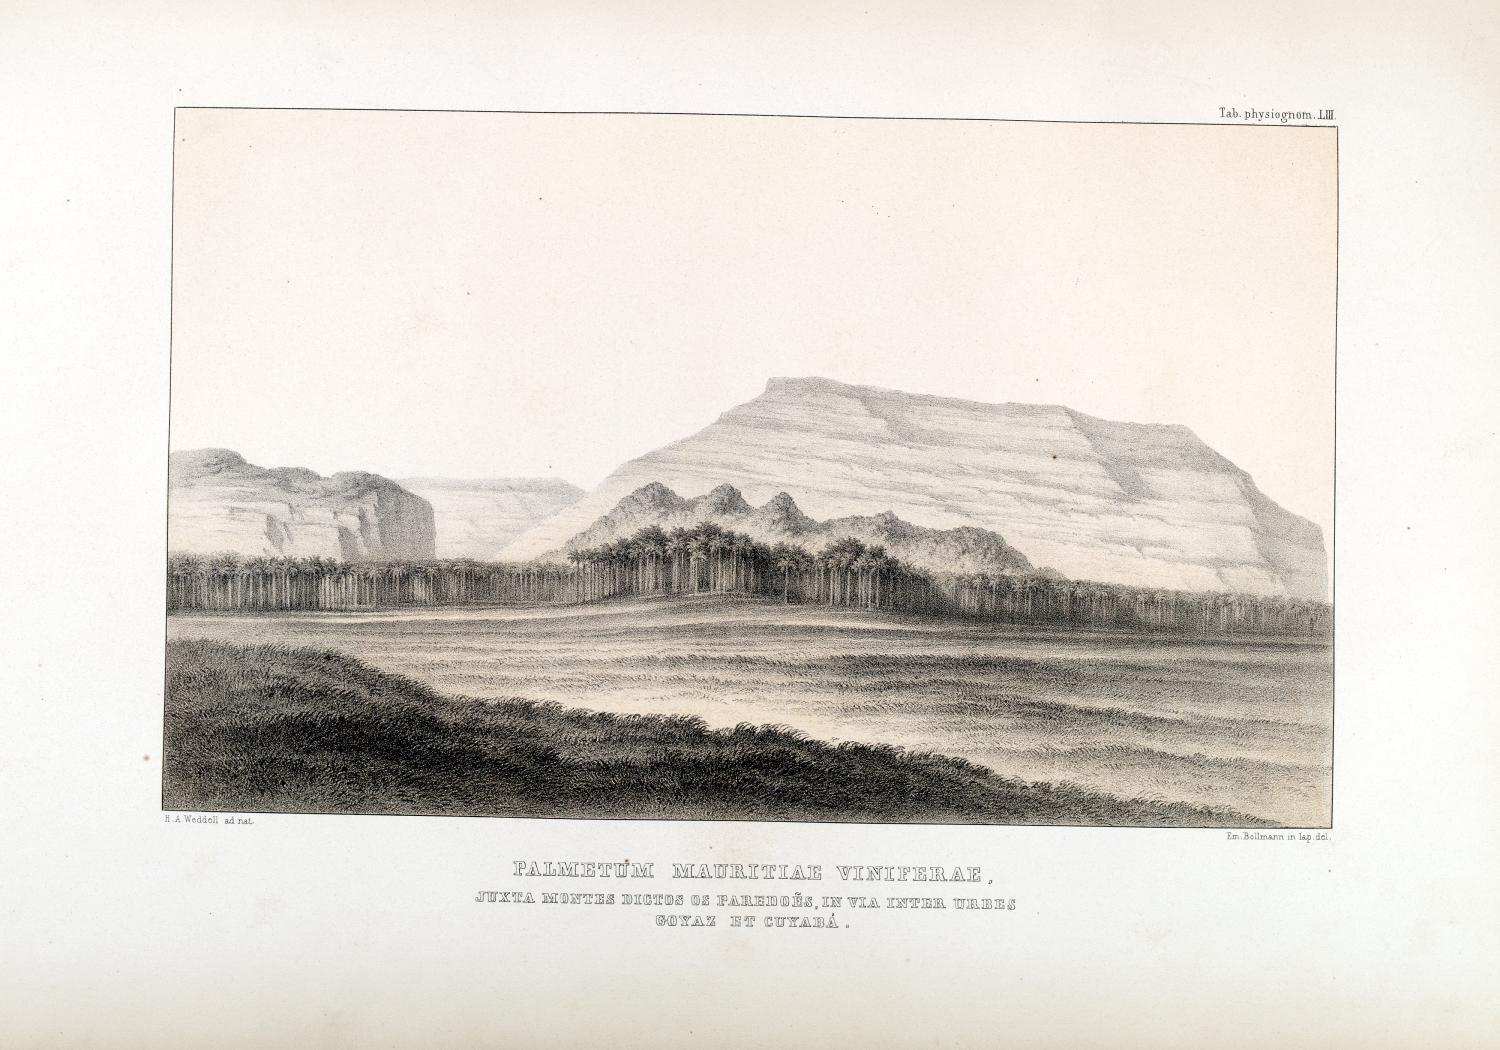 Tab. physiognom. LIII.
H. A. Weddell ad nat.
Em. Bollmann in lap. del.
PALMETUM MAURITIAE VINIFERAE,
JUXTA MONTES DICTOS OS PAREDOẼS, IN VIA INTER URBES
GOYAZ ET CUYABÁ.